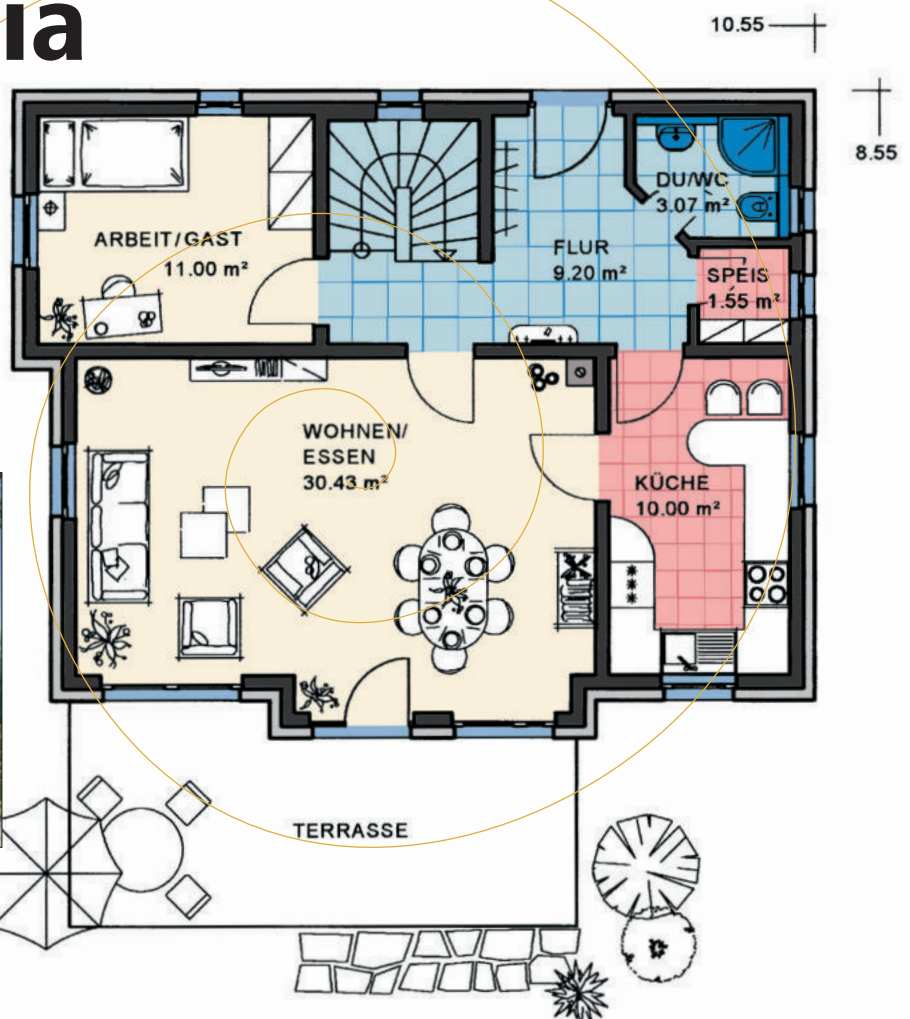 ia
10.55
8.55
DU/WC
3.07 m²
ARBEIT/GAST
11.00 m²
FLUR
9.20 m²
SPEIS
1.55 m²
WOHNEN/
ESSEN
30.43 m²
KÜCHE
10.00 m²
TERRASSE